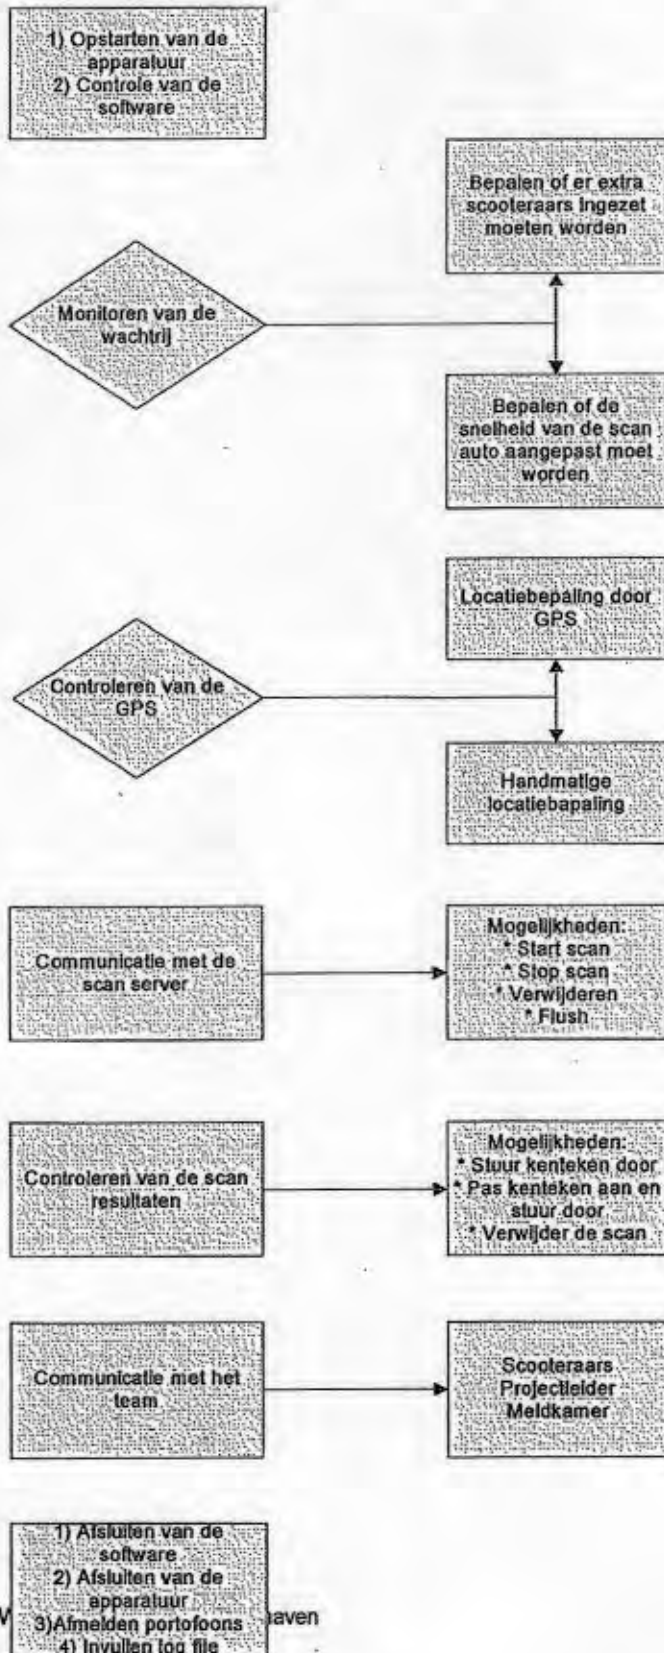 1) Opstarten van de
apparatuur
2) Controle van de
software
Bepalen of er extra
scooteraars ingezet
moeten worden
Monitoren van de
wachtrij
Bepalen of de
snelheid van de scan
auto aangepast moet
worden
Locatiebepaling door
GPS
Controleren van de
GPS
Handmatige
locatiebapaling
Communicatie met de
scan server
Mogelijkheden:
* Start scan
* Stop scan
* Verwijderen
* Flush
Controleren van de scan
resultaten
Mogelijkheden:
* Stuur kenteken door
* Pas kenteken aan en
stuur door
* Verwijder de scan
Communicatie met het
team
Scooteraars
Projectleider
Meldkamer
1) Afsluiten van de
software
2) Afsluiten van de
apparatuur
3)Afmelden portofoons
haven
4) Invullen log file